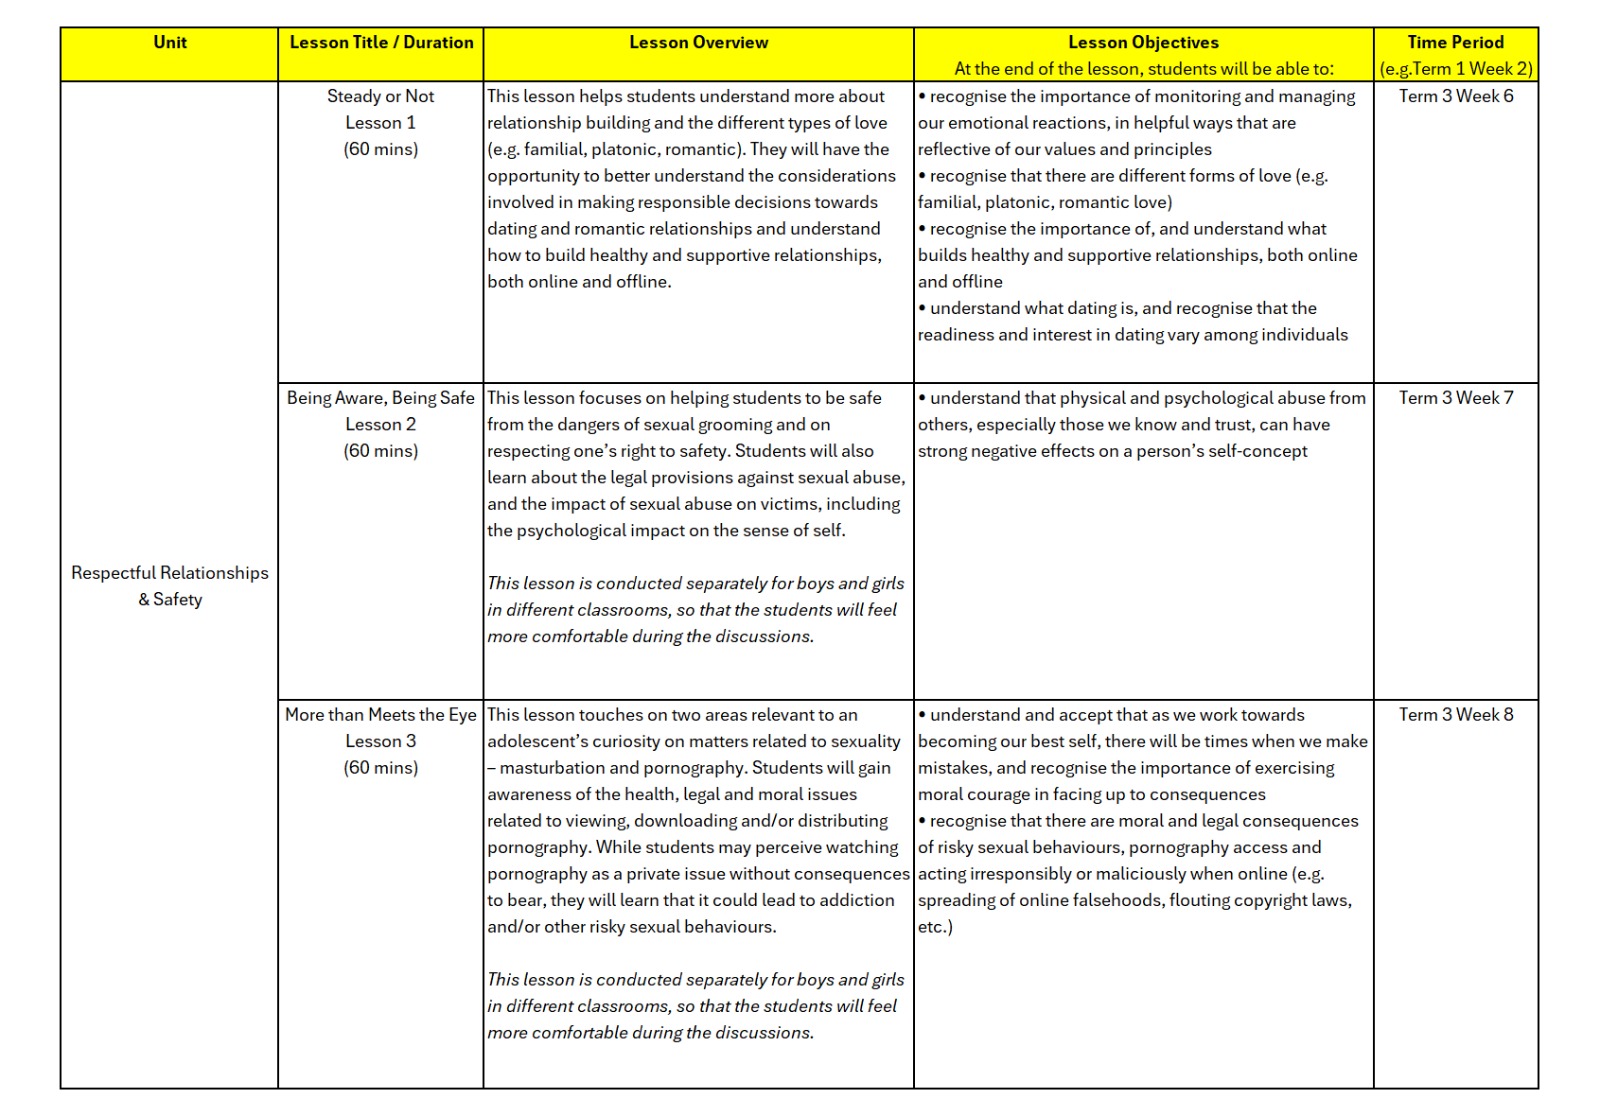 Unit
Lesson Title / Duration
Lesson Overview
Lesson Objectives
At the end of the lesson, students will be able to:
Time Period
(e.g.Term 1 Week 2)
Respectful Relationships
& Safety
Steady or Not
Lesson 1
(60 mins)
This lesson helps students understand more about
relationship building and the different types of love
(e.g. familial, platonic, romantic). They will have the
opportunity to better understand the considerations
involved in making responsible decisions towards
dating and romantic relationships and understand
how to build healthy and supportive relationships,
both online and offline.
• recognise the importance of monitoring and managing
our emotional reactions, in helpful ways that are
reflective of our values and principles
• recognise that there are different forms of love (e.g.
familial, platonic, romantic love)
• recognise the importance of, and understand what
builds healthy and supportive relationships, both online
and offline
• understand what dating is, and recognise that the
readiness and interest in dating vary among individuals
Term 3 Week 6
Being Aware, Being Safe
Lesson 2
(60 mins)
This lesson focuses on helping students to be safe
from the dangers of sexual grooming and on
respecting one’s right to safety. Students will also
learn about the legal provisions against sexual abuse,
and the impact of sexual abuse on victims, including
the psychological impact on the sense of self.
This lesson is conducted separately for boys and girls
in different classrooms, so that the students will feel
more comfortable during the discussions.
• understand that physical and psychological abuse from
others, especially those we know and trust, can have
strong negative effects on a person’s self-concept
Term 3 Week 7
More than Meets the Eye
Lesson 3
(60 mins)
This lesson touches on two areas relevant to an
adolescent’s curiosity on matters related to sexuality
– masturbation and pornography. Students will gain
awareness of the health, legal and moral issues
related to viewing, downloading and/or distributing
pornography. While students may perceive watching
pornography as a private issue without consequences
to bear, they will learn that it could lead to addiction
and/or other risky sexual behaviours.
This lesson is conducted separately for boys and girls
in different classrooms, so that the students will feel
more comfortable during the discussions.
• understand and accept that as we work towards
becoming our best self, there will be times when we make
mistakes, and recognise the importance of exercising
moral courage in facing up to consequences
• recognise that there are moral and legal consequences
of risky sexual behaviours, pornography access and
acting irresponsibly or maliciously when online (e.g.
spreading of online falsehoods, flouting copyright laws,
etc.)
Term 3 Week 8